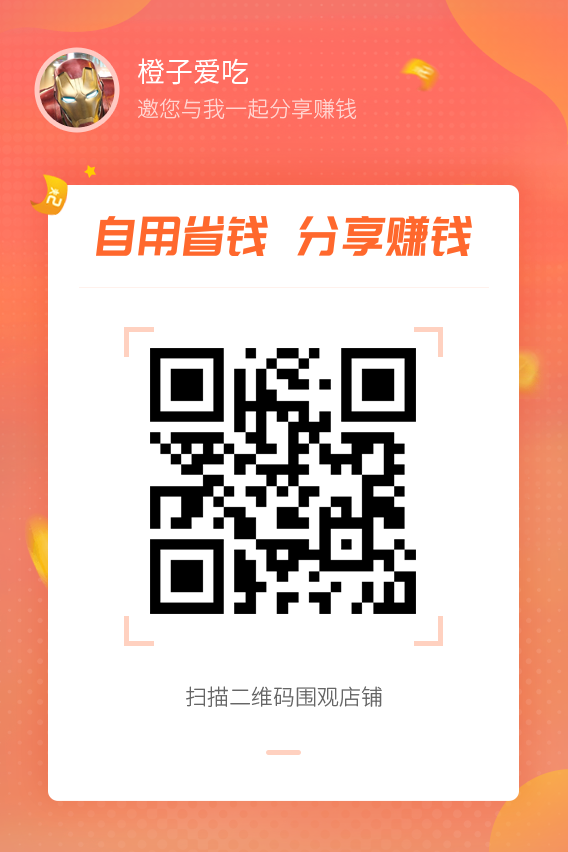 橙子爱吃
邀您与我一起分享赚钱
自用省钱 分享赚钱
扫描二维码围观店铺